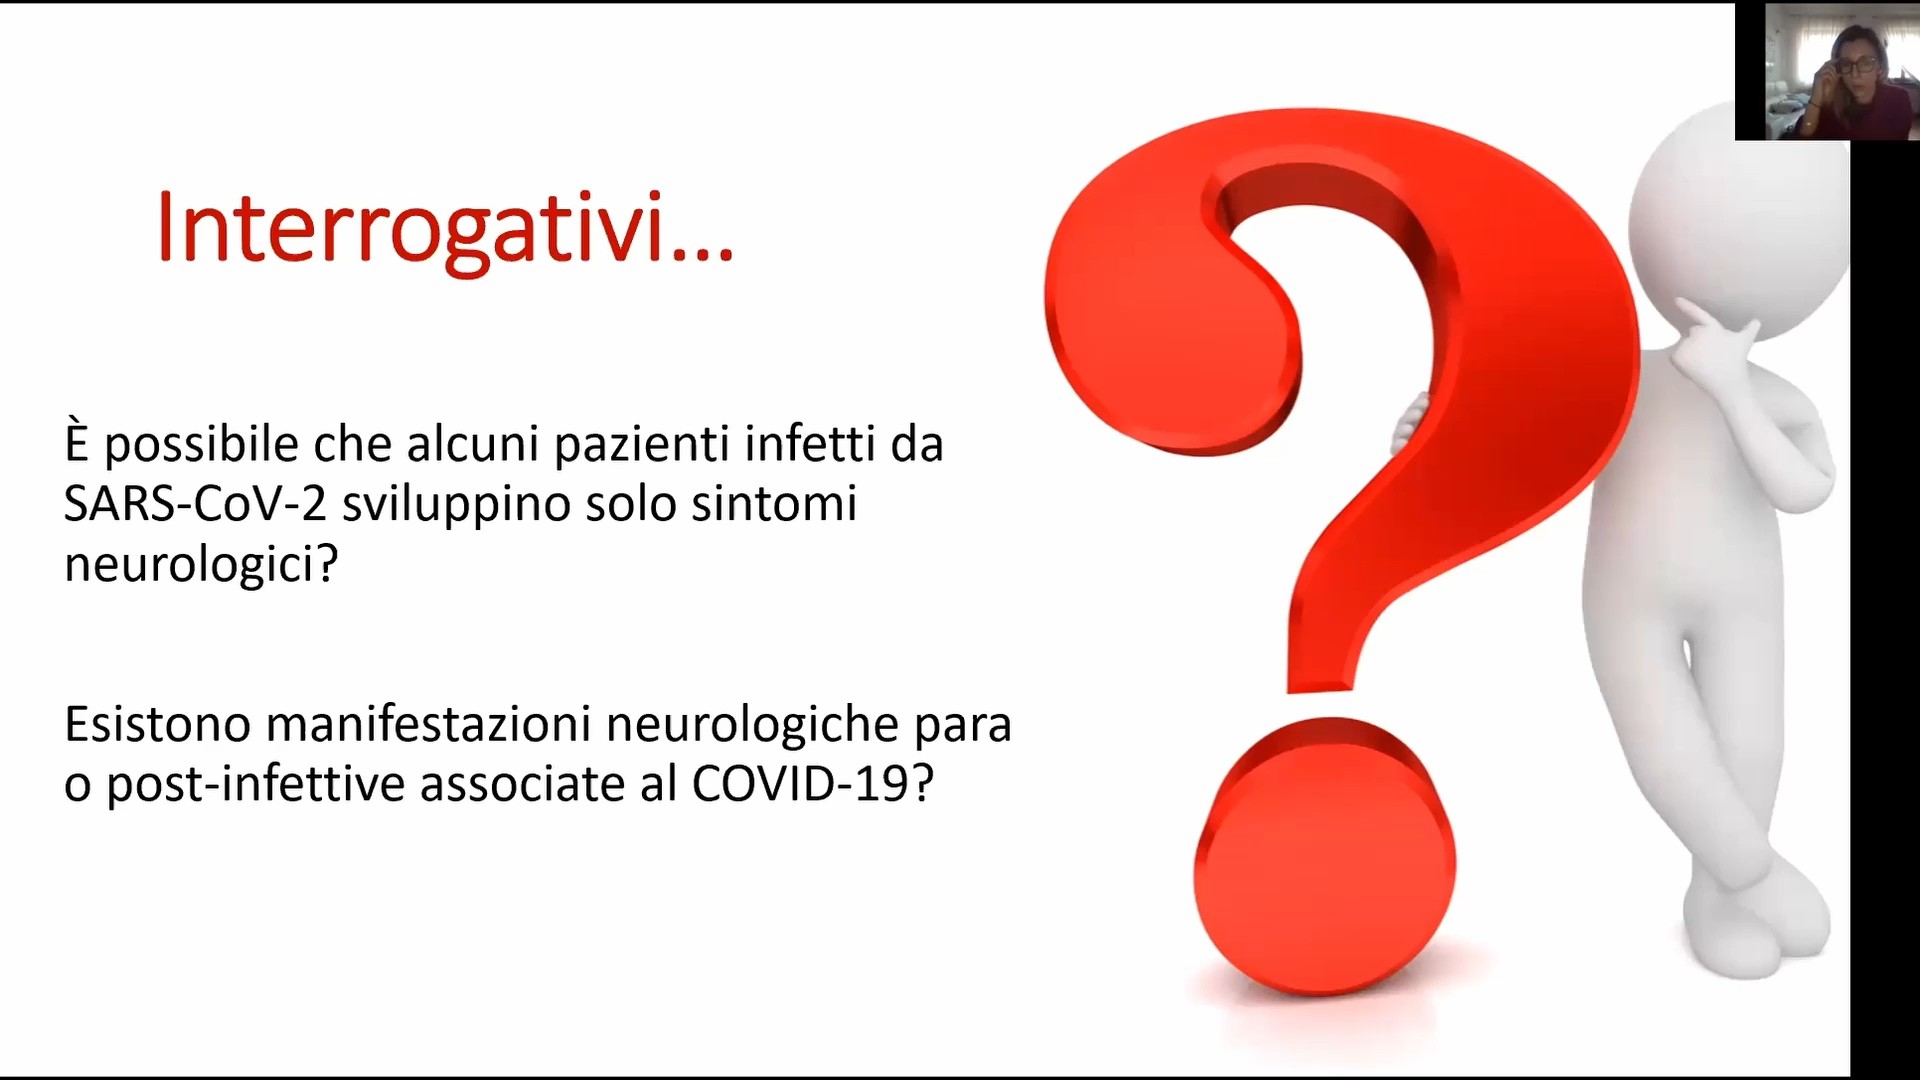 Interrogativi...
È possibile che alcuni pazienti infetti da
SARS-CoV-2 sviluppino solo sintomi
neurologici?
Esistono manifestazioni neurologiche para
o post-infettive associate al COVID-19?